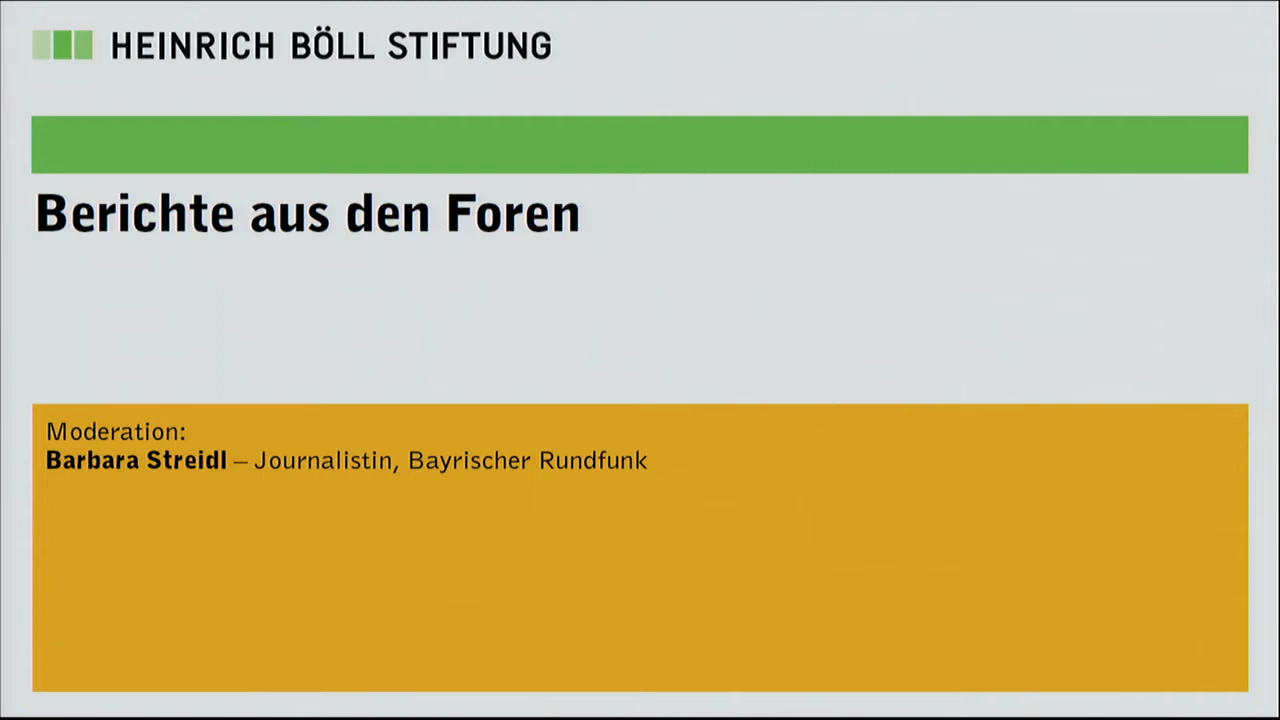 HEINRICH BÖLL STIFTUNG
Berichte aus den Foren
Moderation:
Barbara Streidl – Journalistin, Bayrischer Rundfunk